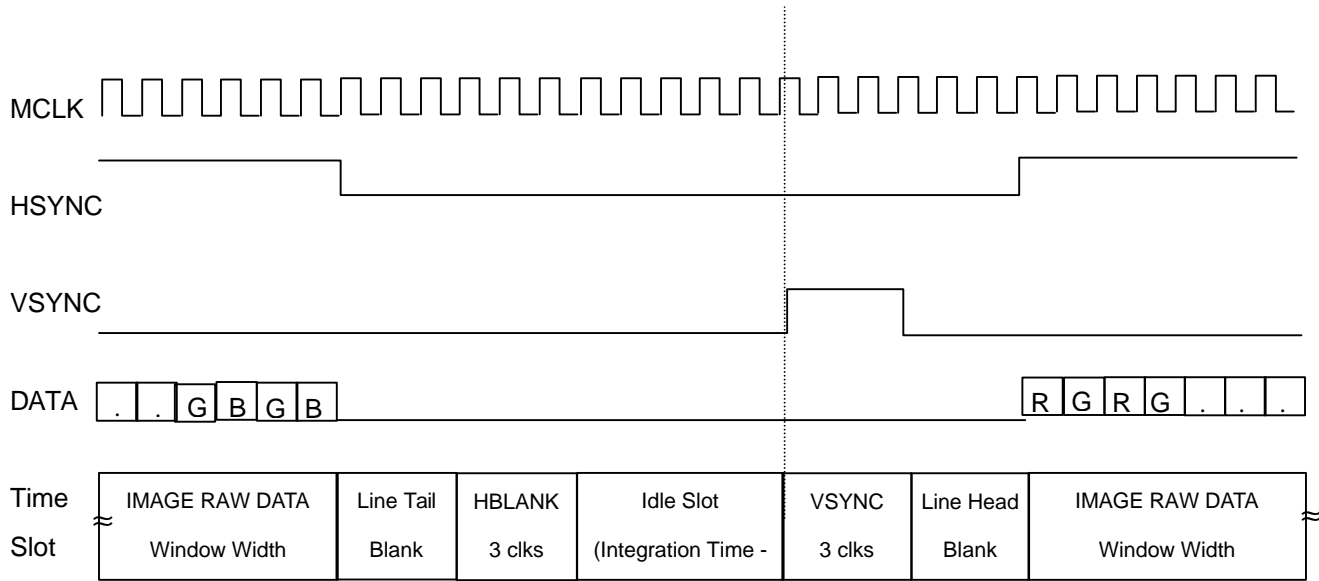 MCLK
HSYNC
VSYNC
DATA . . G B G B R G R G . . .
Time Slot
IMAGE RAW DATA
Window Width
Line Tail
Blank
HBLANK
3 clks
Idle Slot
(Integration Time -
VSYNC
3 clks
Line Head
Blank
IMAGE RAW DATA
Window Width